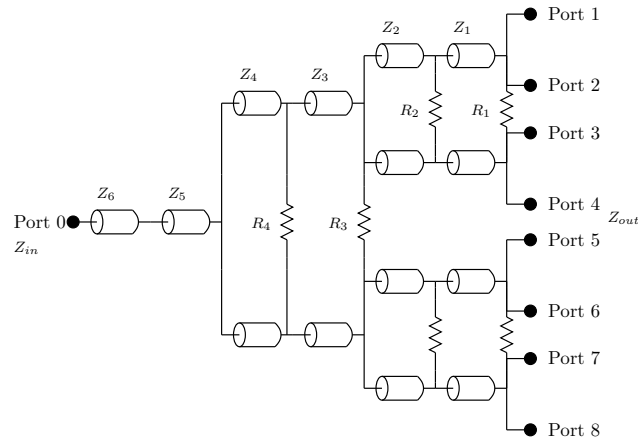 Port 1
Z2 Z1
Z4 Z3
Port 2
R2 R1
Port 3
Z6 Z5
Port 4
Port 0
Zout
R4 R3
Zin
Port 5
Port 6
Port 7
Port 8